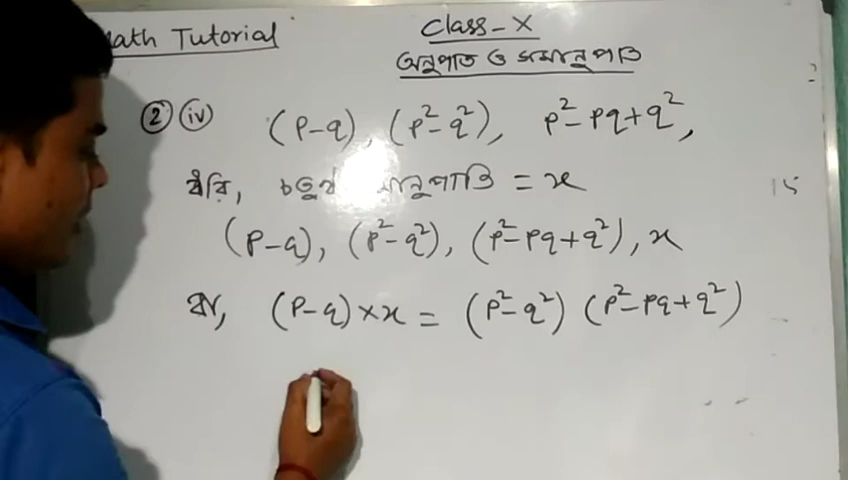 Math Tutorial
Class-X
অনুপাত ও সমানুপাত
② (iv) (p-q), (p²-q²), p²-pq+q²,
ধরি, চতুর্থ সমানুপাতি = x
(p-q), (p²-q²), (p²-pq+q²), x
বা, (p-q)×x = (p²-q²) (p²-pq+q²)